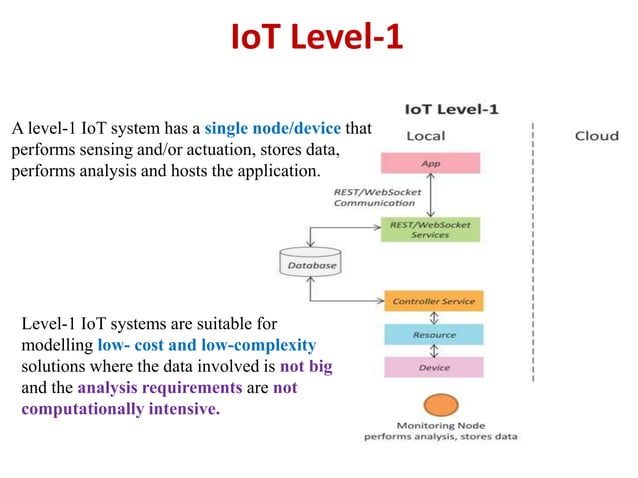 IoT Level-1
A level-1 IoT system has a single node/device that
performs sensing and/or actuation, stores data,
performs analysis and hosts the application.
Level-1 IoT systems are suitable for
modelling low- cost and low-complexity
solutions where the data involved is not big
and the analysis requirements are not
computationally intensive.
IoT Level-1
Local
Cloud
App
REST/WebSocket
Communication
REST/WebSocket
Services
Database
Controller Service
Resource
Device
Monitoring Node
performs analysis, stores data